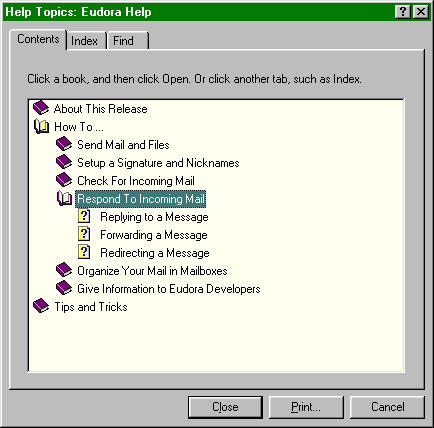 Help Topics: Eudora Help
Contents Index Find
Click a book, and then click Open. Or click another tab, such as Index.
About This Release
How To ...
Send Mail and Files
Setup a Signature and Nicknames
Check For Incoming Mail
Respond To Incoming Mail
Replying to a Message
Forwarding a Message
Redirecting a Message
Organize Your Mail in Mailboxes
Give Information to Eudora Developers
Tips and Tricks
Close Print... Cancel